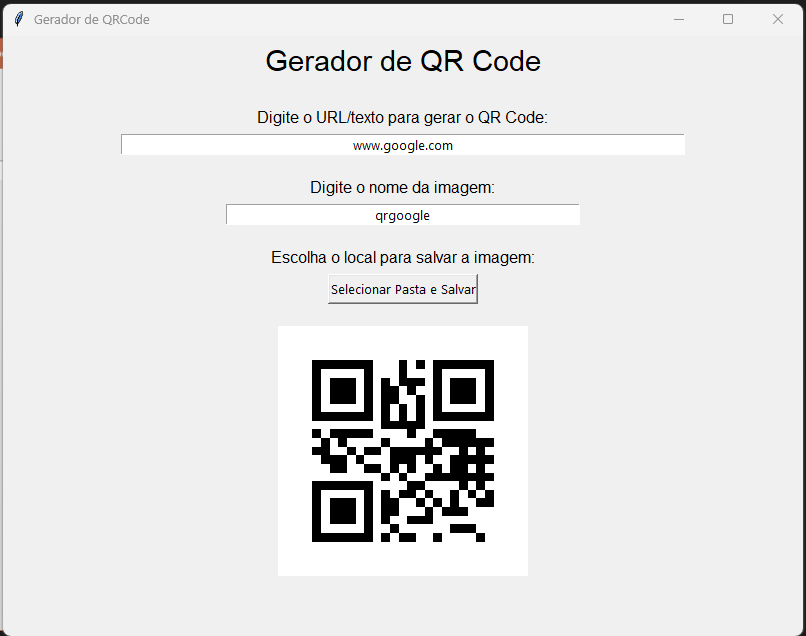 Gerador de QRCode
Gerador de QR Code
Digite o URL/texto para gerar o QR Code:
www.google.com
Digite o nome da imagem:
qrgoogle
Escolha o local para salvar a imagem:
Selecionar Pasta e Salvar